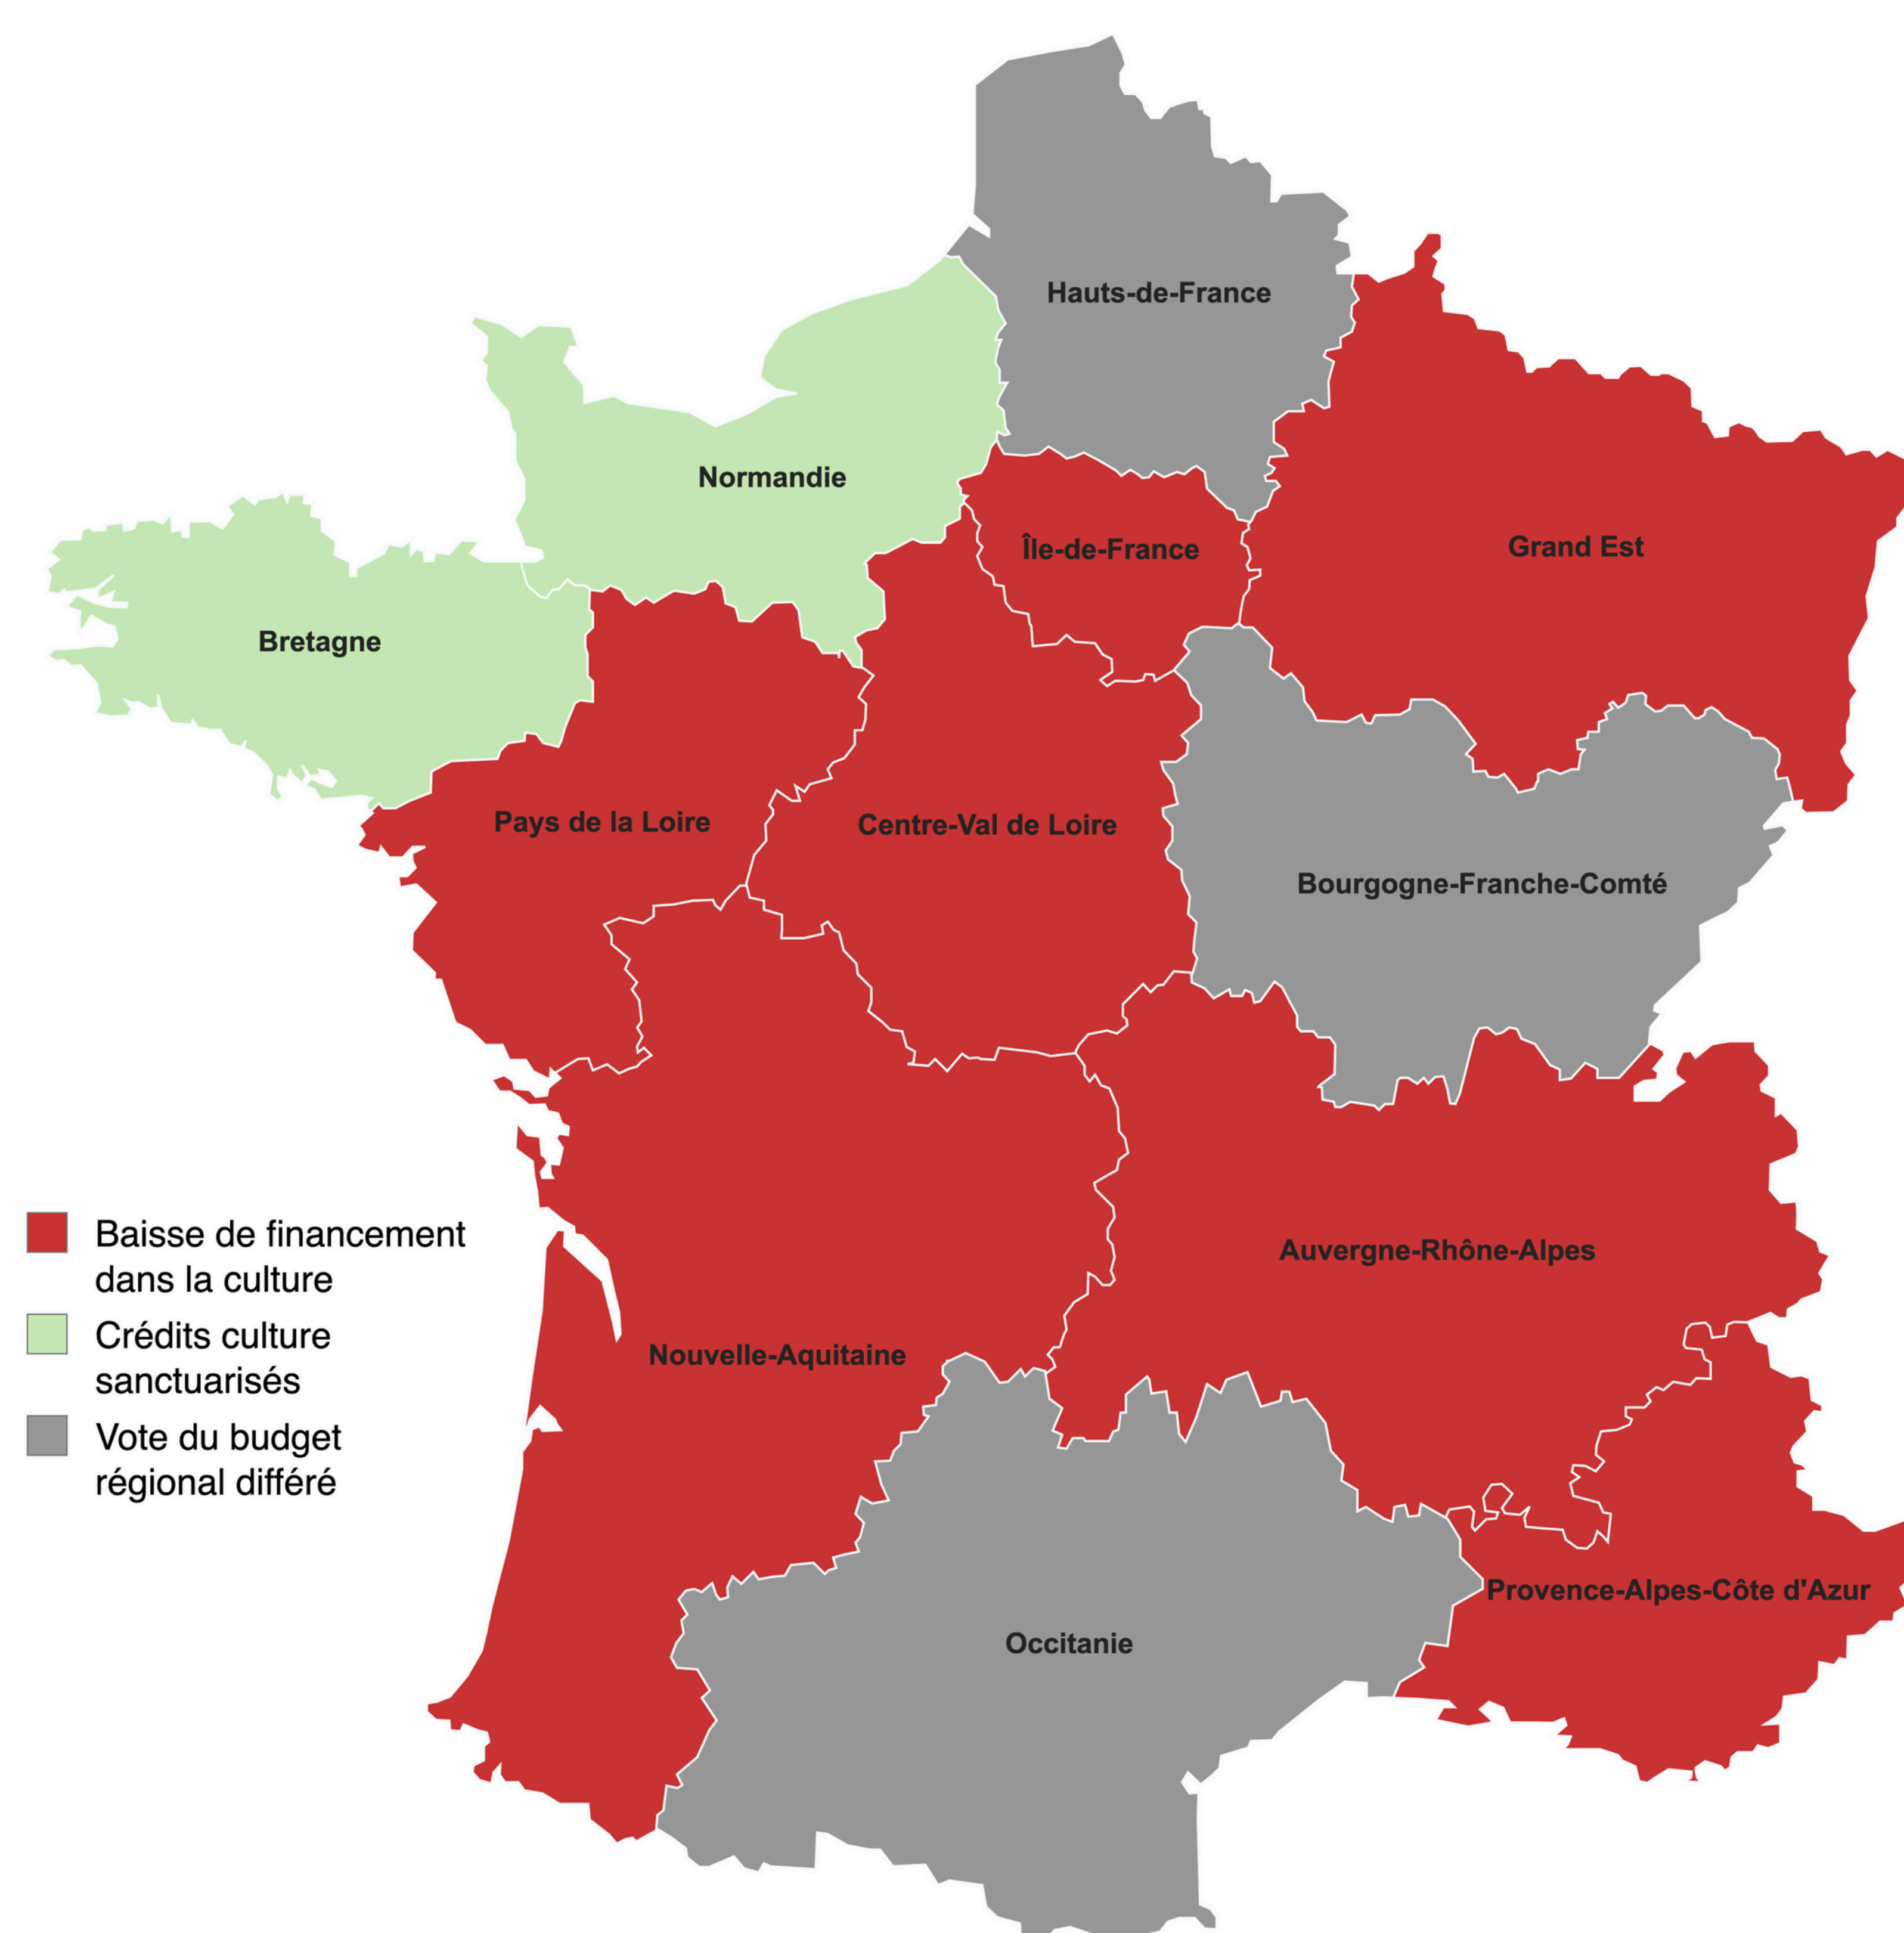 Hauts-de-France
Normandie
Île-de-France
Grand Est
Bretagne
Pays de la Loire
Centre-Val de Loire
Bourgogne-Franche-Comté
Baisse de financement
dans la culture
Crédits culture
sanctuarisés
Vote du budget
régional différé
Auvergne-Rhône-Alpes
Nouvelle-Aquitaine
Provence-Alpes-Côte d'Azur
Occitanie